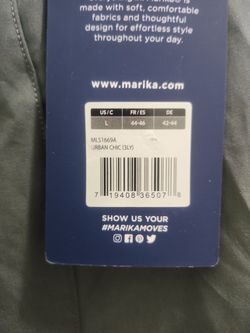 made with soft, comfortable
fabrics and thoughtful
design for effortless style
throughout your day.
www.marika.com
US/C FR/ES DE
L 44-46 42-44
MLS1669A
URBAN CHIC (3LY)
7 19408 36507 8
SHOW US YOUR
#MARIKAMOVES